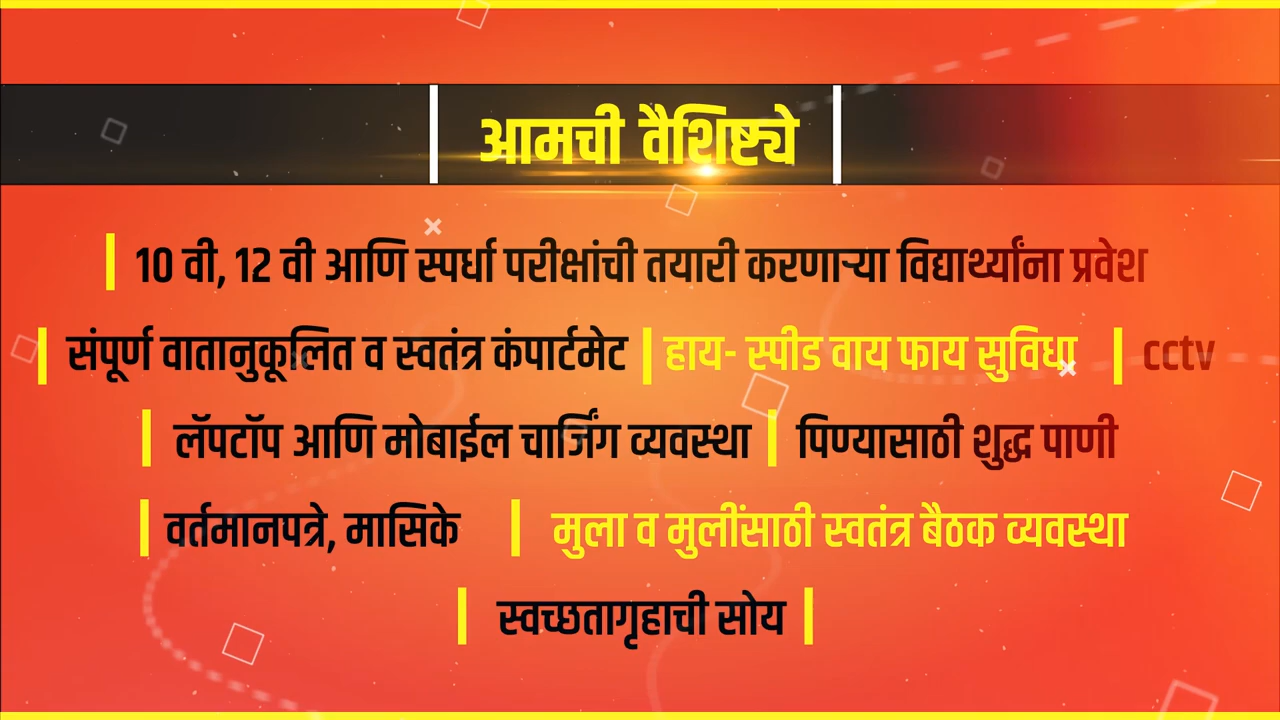 आमची वैशिष्ट्ये
10 वी, 12 वी आणि स्पर्धा परीक्षांची तयारी करणाऱ्या विद्यार्थ्यांना प्रवेश
संपूर्ण वातानुकूलित व स्वतंत्र कंपार्टमेट | हाय- स्पीड वाय फाय सुविधा | cctv
लॅपटॉप आणि मोबाईल चार्जिंग व्यवस्था | पिण्यासाठी शुद्ध पाणी
वर्तमानपत्रे, मासिके | मुला व मुलींसाठी स्वतंत्र बैठक व्यवस्था
स्वच्छतागृहाची सोय